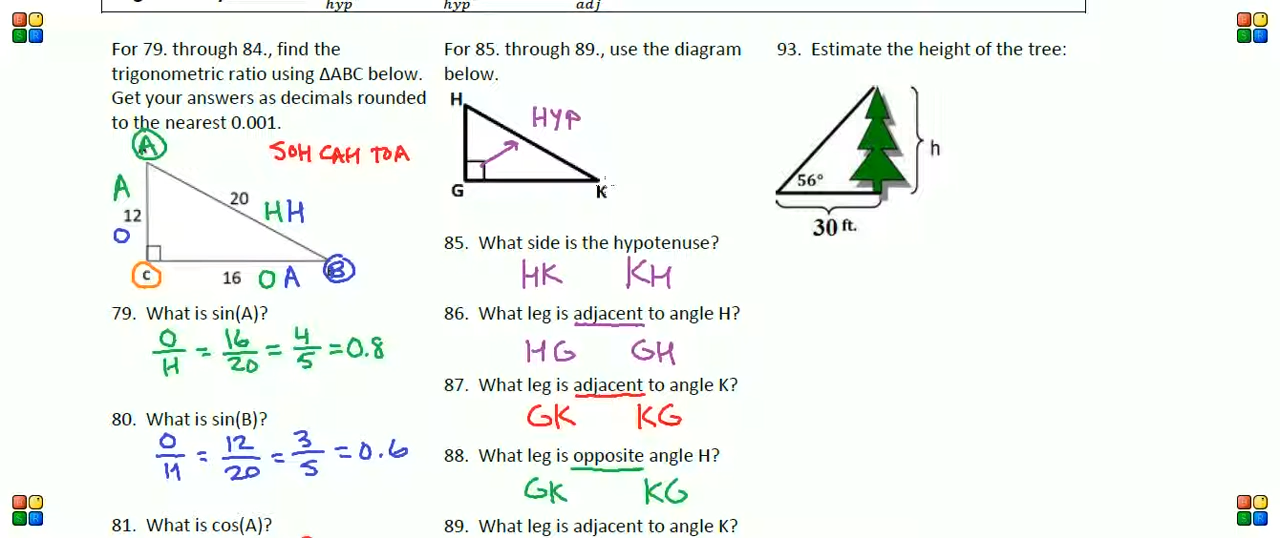 hyp hyp adj
For 79. through 84., find the
trigonometric ratio using ΔABC below.
Get your answers as decimals rounded
to the nearest 0.001.
SOH CAH TOA
A
A
20
12
H H
O
C
16
O A
B
79. What is sin(A)?
O/H = 16/20 = 4/5 = 0.8
80. What is sin(B)?
O/H = 12/20 = 3/5 = 0.6
81. What is cos(A)?
For 85. through 89., use the diagram
below.
H
HYP
G
K
85. What side is the hypotenuse?
HK KH
86. What leg is adjacent to angle H?
HG GH
87. What leg is adjacent to angle K?
GK KG
88. What leg is opposite angle H?
GK KG
89. What leg is adjacent to angle K?
93. Estimate the height of the tree:
h
56°
30 ft.